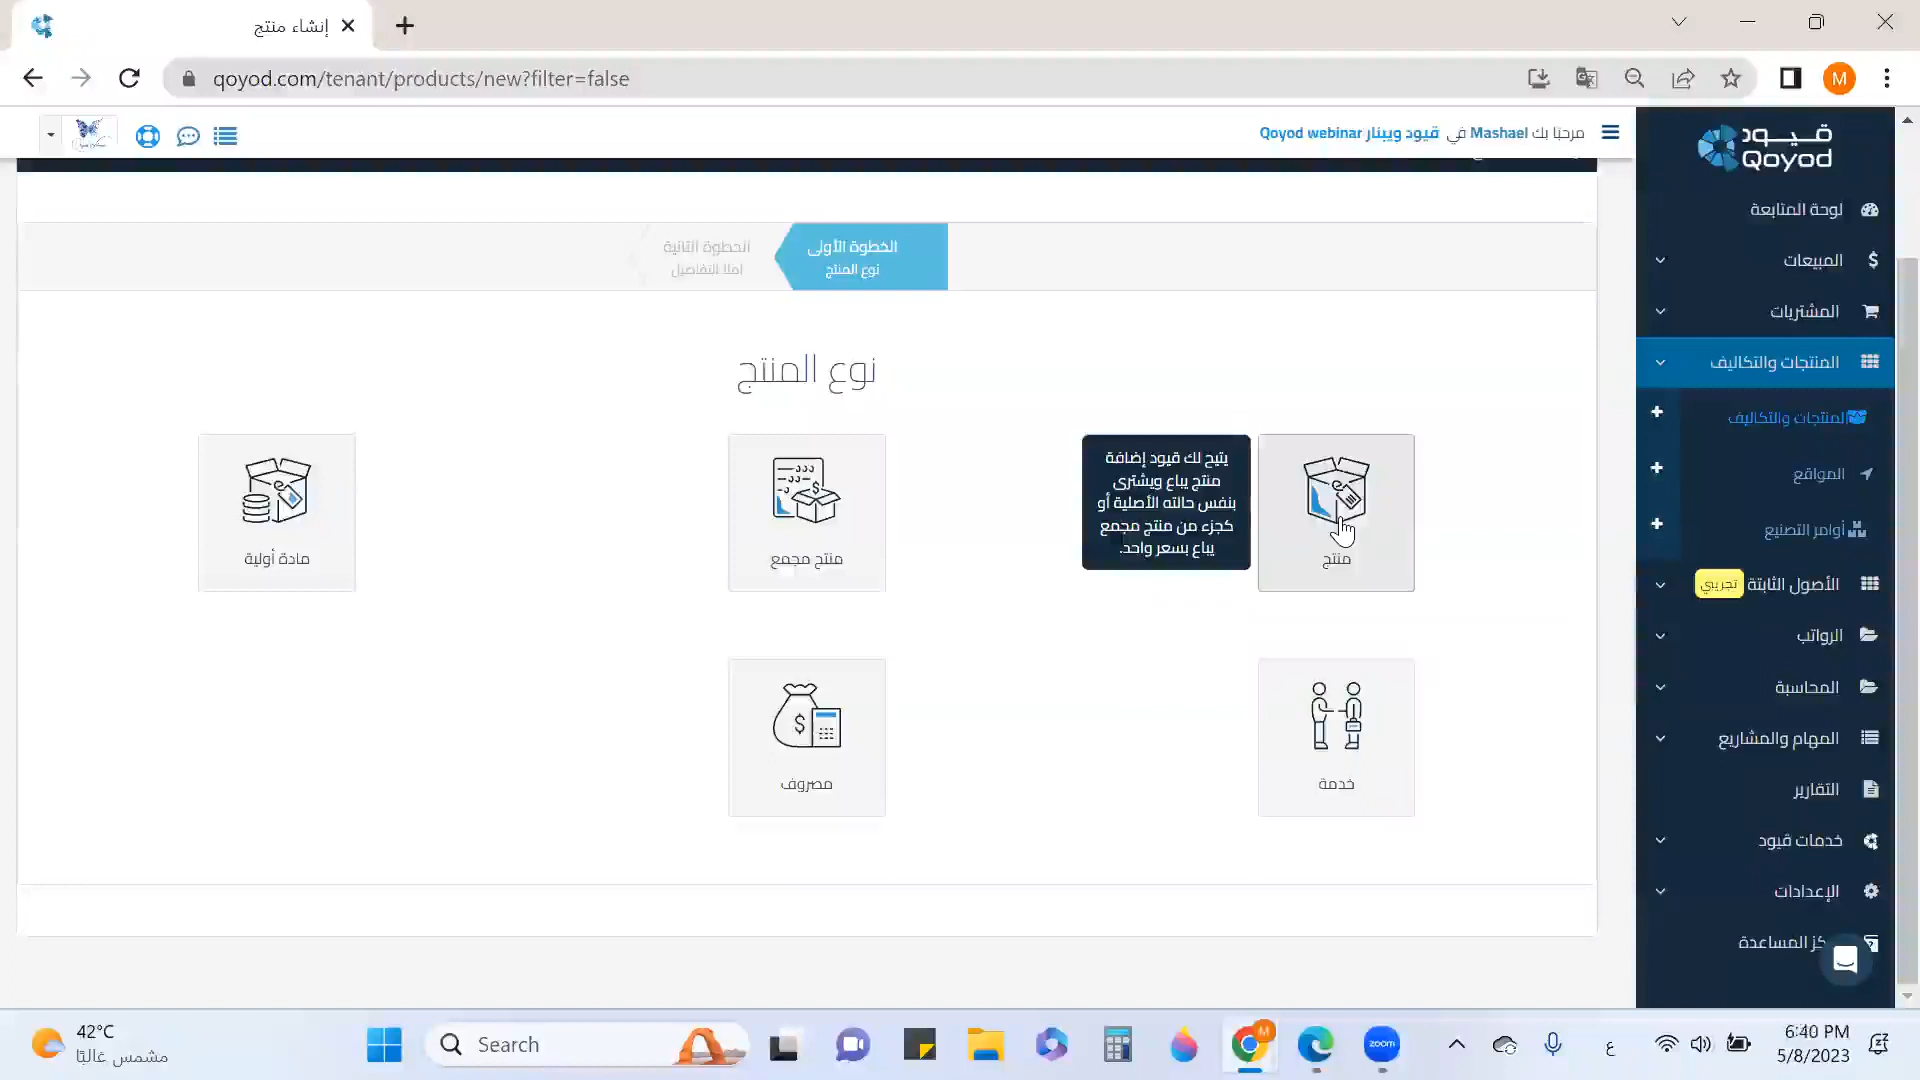 إنشاء منتج
qoyod.com/tenant/products/new?filter=false
M
مرحبًا بك Mashael في قيود ويبنار Qoyod webinar
قيود
Qoyod
لوحة المتابعة
المبيعات
المشتريات
المنتجات والتكاليف
المنتجات والتكاليف
المواقع
أوامر التصنيع
الأصول الثابتة تجريبي
الرواتب
المحاسبة
المهام والمشاريع
التقارير
خدمات قيود
الإعدادات
كز المساعدة
الخطوة الأولى
نوع المنتج
الخطوة الثانية
املأ التفاصيل
نوع المنتج
منتج
يتيح لك قيود إضافة
منتج يباع ويشترى
بنفس حالته الأصلية أو
كجزء من منتج مجمع
يباع بسعر واحد.
منتج مجمع
مادة أولية
خدمة
مصروف
42°C
مشمس غالبًا
Search
M
zoom
ع
6:40 PM
5/8/2023